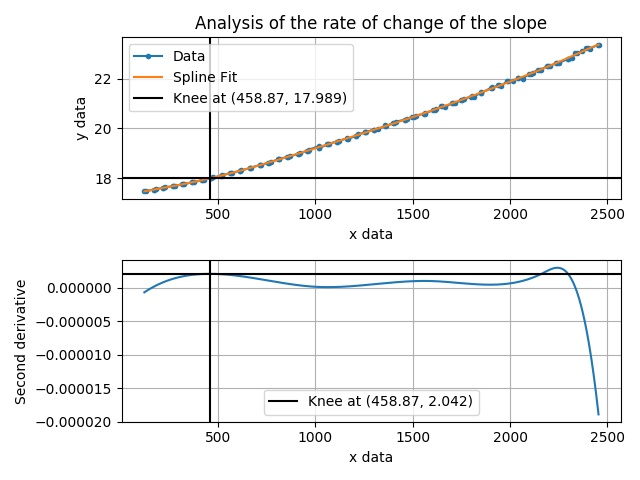 Analysis of the rate of change of the slope
Data
Spline Fit
Knee at (458.87, 17.989)
y data
22
20
18
500
1000
1500
2000
2500
x data
Second derivative
0.000000
−0.000005
−0.000010
−0.000015
−0.000020
Knee at (458.87, 2.042)
500
1000
1500
2000
2500
x data